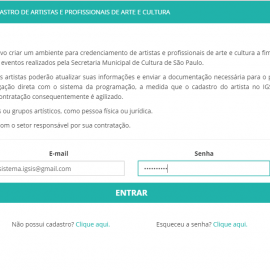 ASTRO DE ARTISTAS E PROFISSIONAIS DE ARTE E CULTURA
vo criar um ambiente para credenciamento de artistas e profissionais de arte e cultura a fim
eventos realizados pela Secretaria Municipal de Cultura de São Paulo.
s artistas poderão atualizar suas informações e enviar a documentação necessária para o p
gação direta com o sistema da programação, a medida que o cadastro do artista no IGS
ontratação consequentemente é agilizado.
s ou grupos artísticos, como pessoa física ou jurídica.
om o setor responsável por sua contratação.
E-mail Senha
sistema.igsis@gmail.com ••••••••••
ENTRAR
Não possui cadastro? Clique aqui. Esqueceu a senha? Clique aqui.